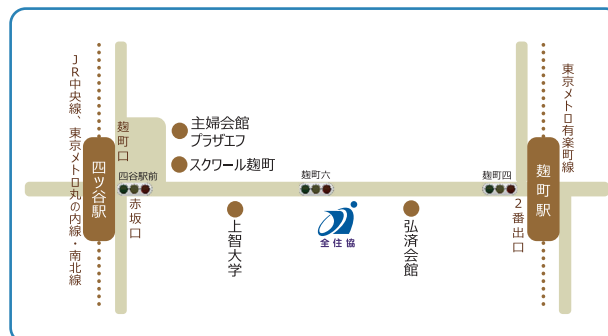 JR中央線、東京メトロ丸の内線・南北線
四ツ谷駅
麹町口
四谷駅前
赤坂口
主婦会館
プラザエフ
スクワール麹町
上智大学
麹町六
全住協
弘済会館
麹町四
2番出口
麹町駅
東京メトロ有楽町線